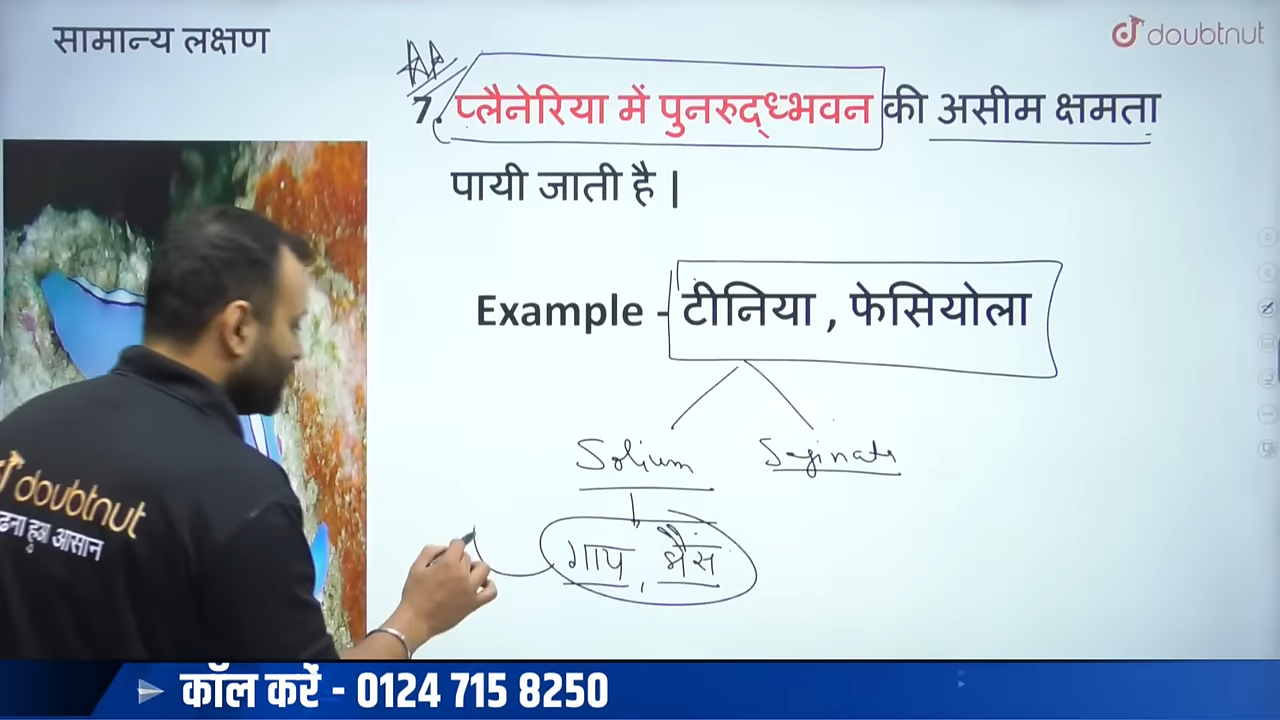 सामान्य लक्षण
doubtnut
7. प्लैनेरिया में पुनरुद्ध्भवन की असीम क्षमता
पायी जाती है |
Example - टीनिया , फेसियोला
Solium Saginata
गाय, भैंस
doubtnut
पढ़ना हुआ आसान
कॉल करें - 0124 715 8250